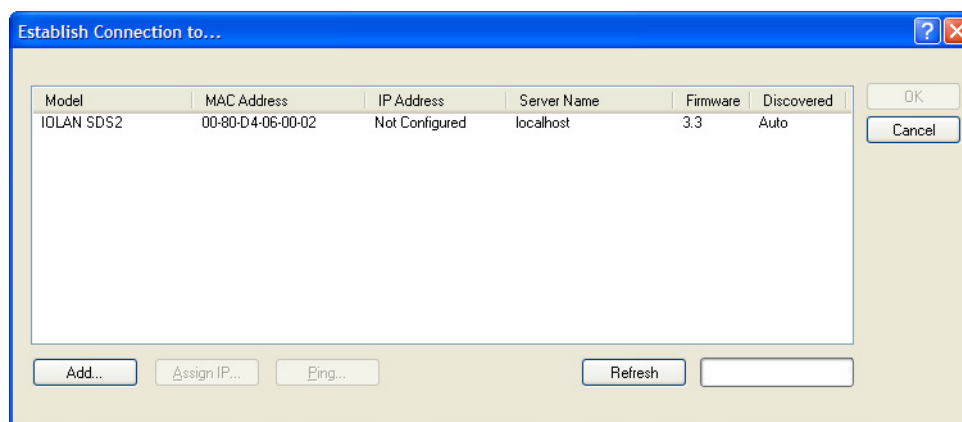 Establish Connection to...
Model MAC Address IP Address Server Name Firmware Discovered
IOLAN SDS2 00-80-D4-06-00-02 Not Configured localhost 3.3 Auto
OK
Cancel
Add... Assign IP... Ping... Refresh